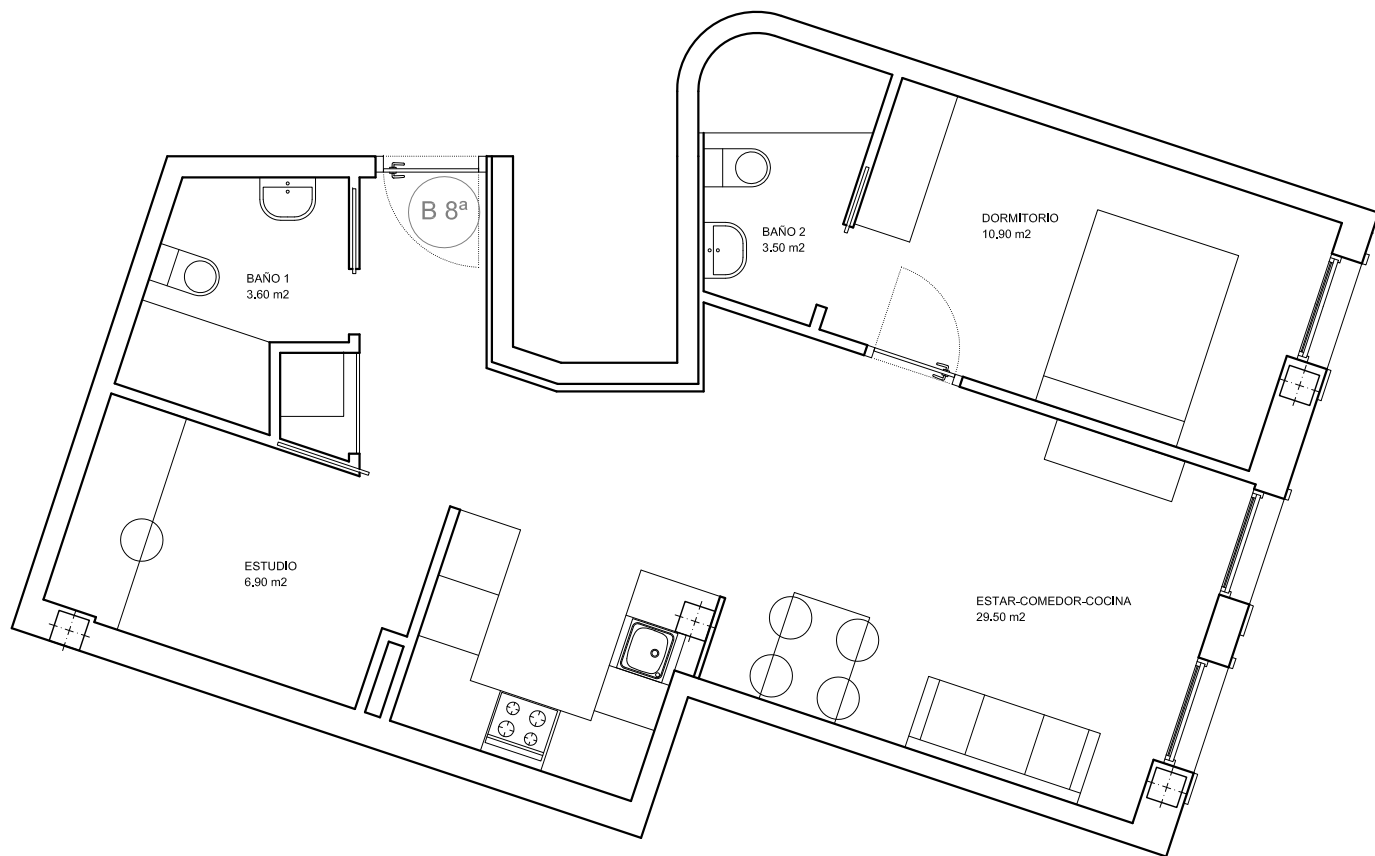 B 8ª
DORMITORIO
10.90 m2
BAÑO 2
3.50 m2
BAÑO 1
3.60 m2
ESTUDIO
6.90 m2
ESTAR-COMEDOR-COCINA
29.50 m2